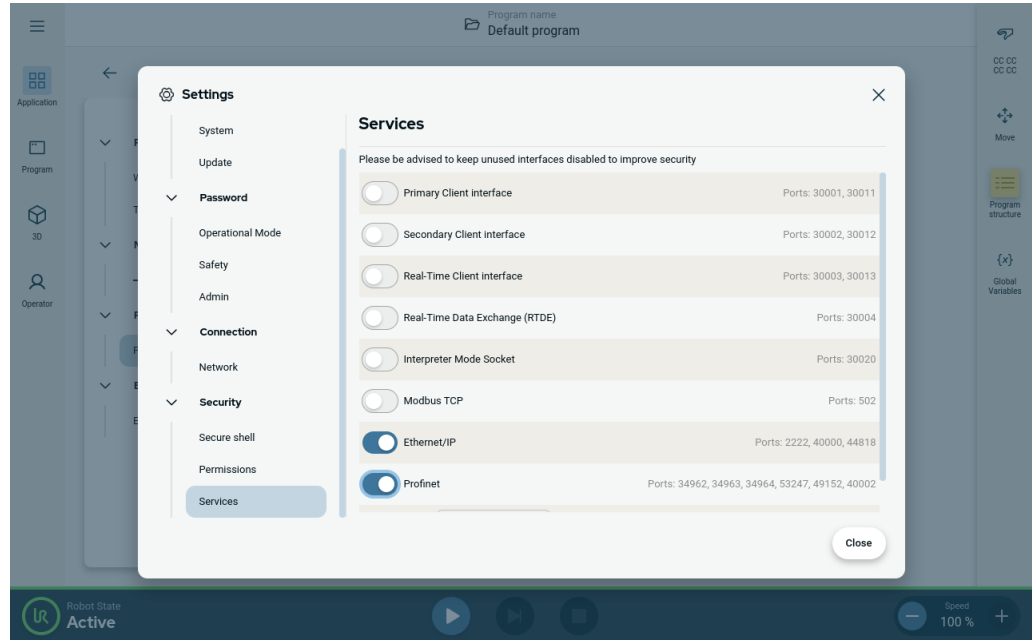 Program name
Default program
Application
Program
3D
Operator
Settings
System
Update
Password
Operational Mode
Safety
Admin
Connection
Network
Security
Secure shell
Permissions
Services
Services
Please be advised to keep unused interfaces disabled to improve security
Primary Client interface Ports: 30001, 30011
Secondary Client interface Ports: 30002, 30012
Real-Time Client interface Ports: 30003, 30013
Real-Time Data Exchange (RTDE) Ports: 30004
Interpreter Mode Socket Ports: 30020
Modbus TCP Ports: 502
Ethernet/IP Ports: 2222, 40000, 44818
Profinet Ports: 34962, 34963, 34964, 53247, 49152, 40002
Close
CC CC
CC CC
Move
Program
structure
{x}
Global
Variables
UR
Robot State
Active
Speed
100 %